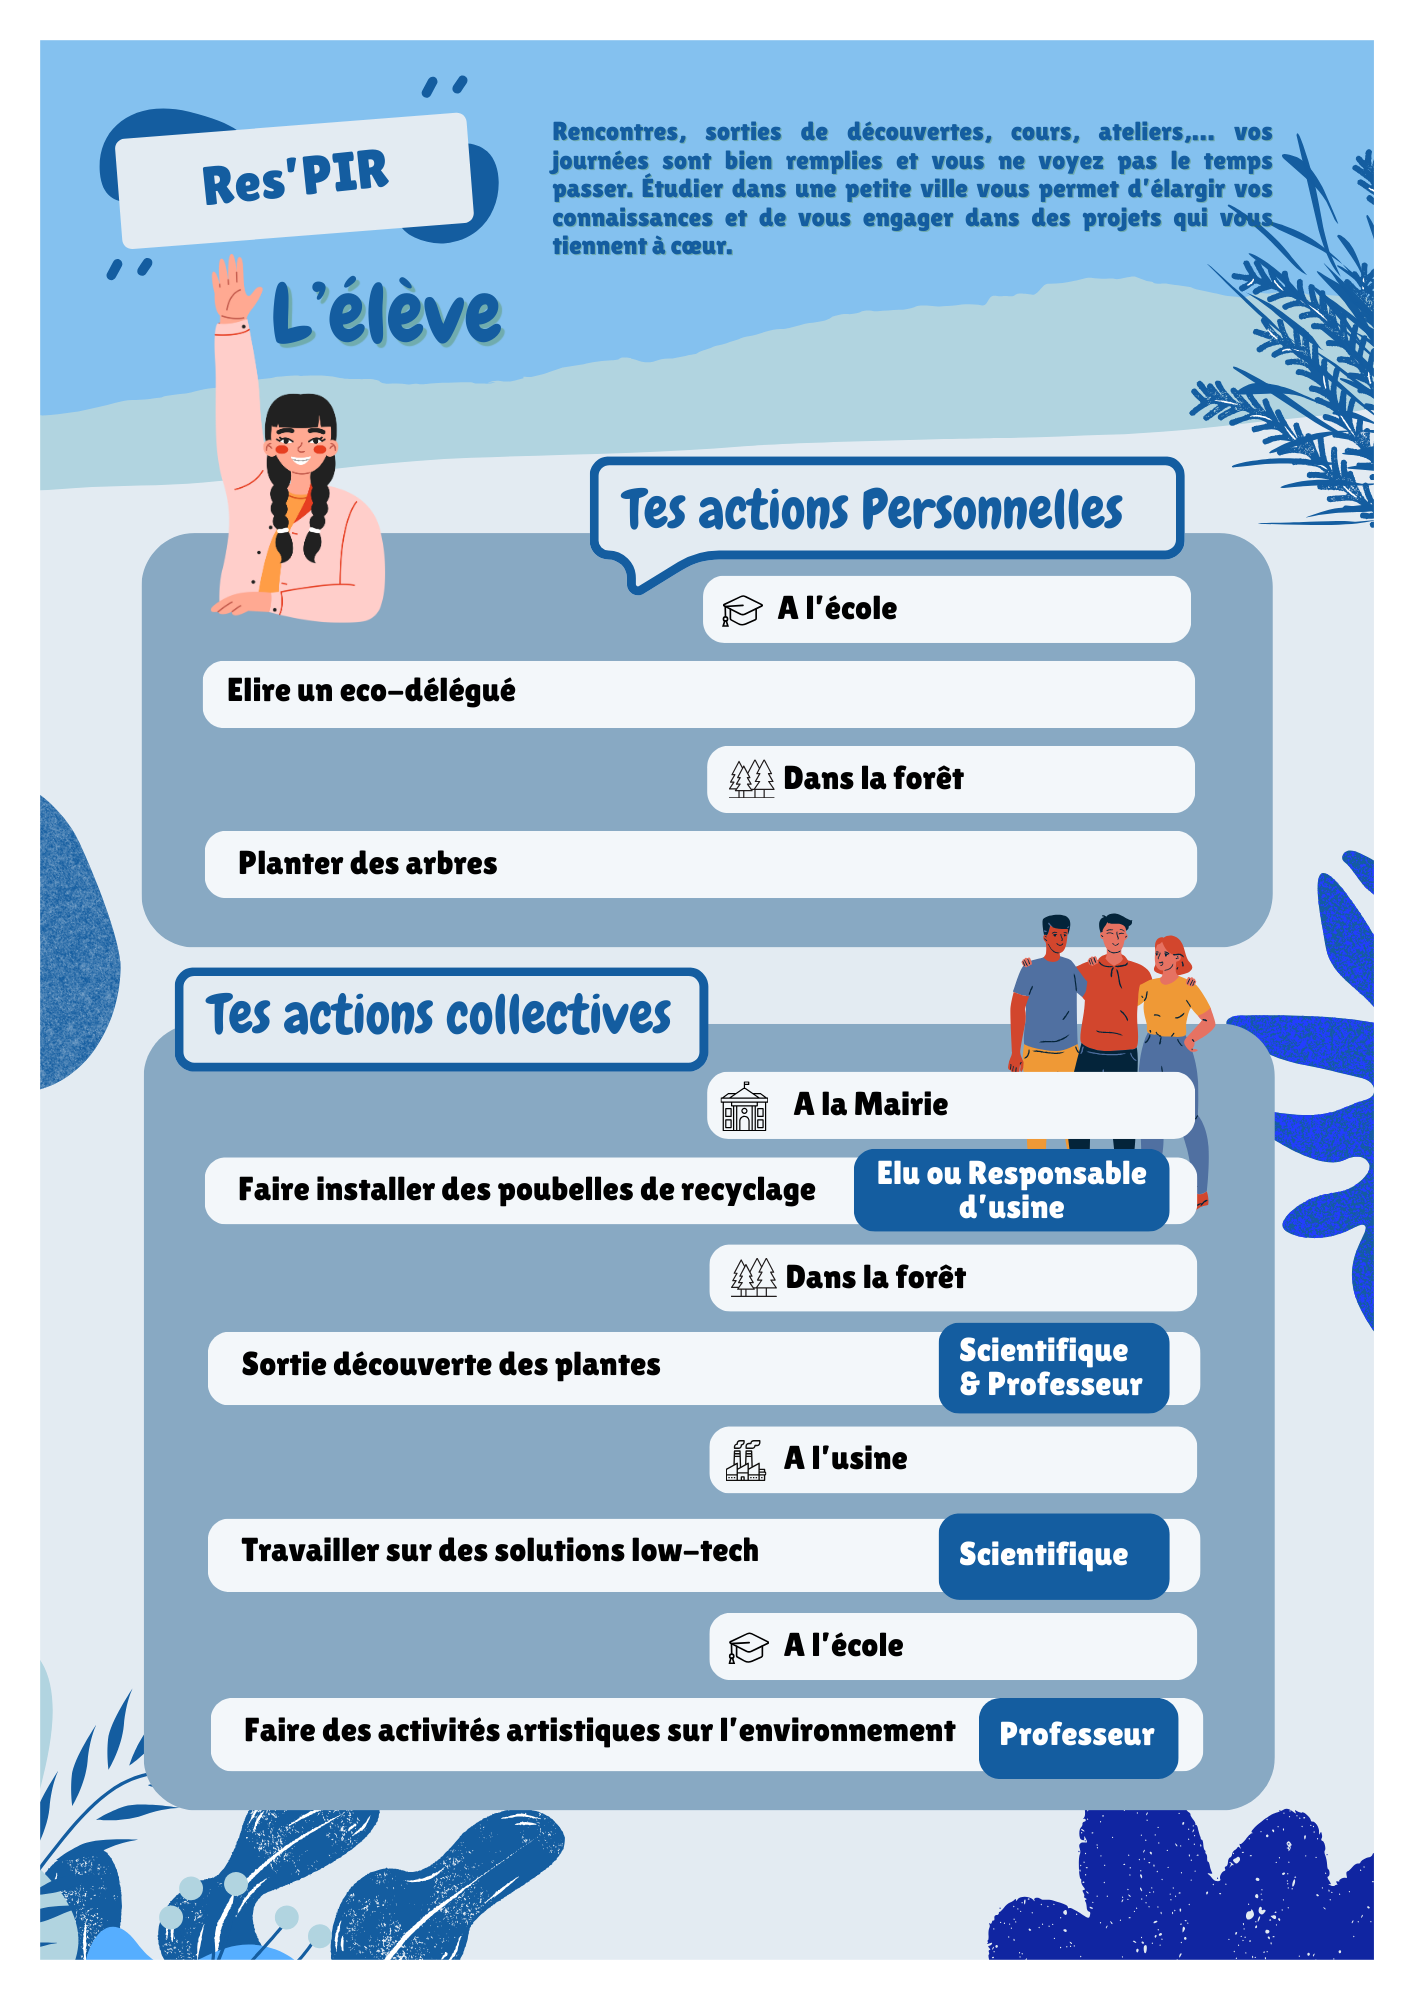 Res'PIR
Rencontres, sorties de découvertes, cours, ateliers,... vos
journées sont bien remplies et vous ne voyez pas le temps
passer. Étudier dans une petite ville vous permet d'élargir vos
connaissances et de vous engager dans des projets qui vous
tiennent à cœur.
L'élève
Tes actions Personnelles
A l'école
Elire un eco-délégué
Dans la forêt
Planter des arbres
Tes actions collectives
A la Mairie
Faire installer des poubelles de recyclage
Elu ou Responsable
d'usine
Dans la forêt
Sortie découverte des plantes
Scientifique
& Professeur
A l'usine
Travailler sur des solutions low-tech
Scientifique
A l'école
Faire des activités artistiques sur l'environnement
Professeur